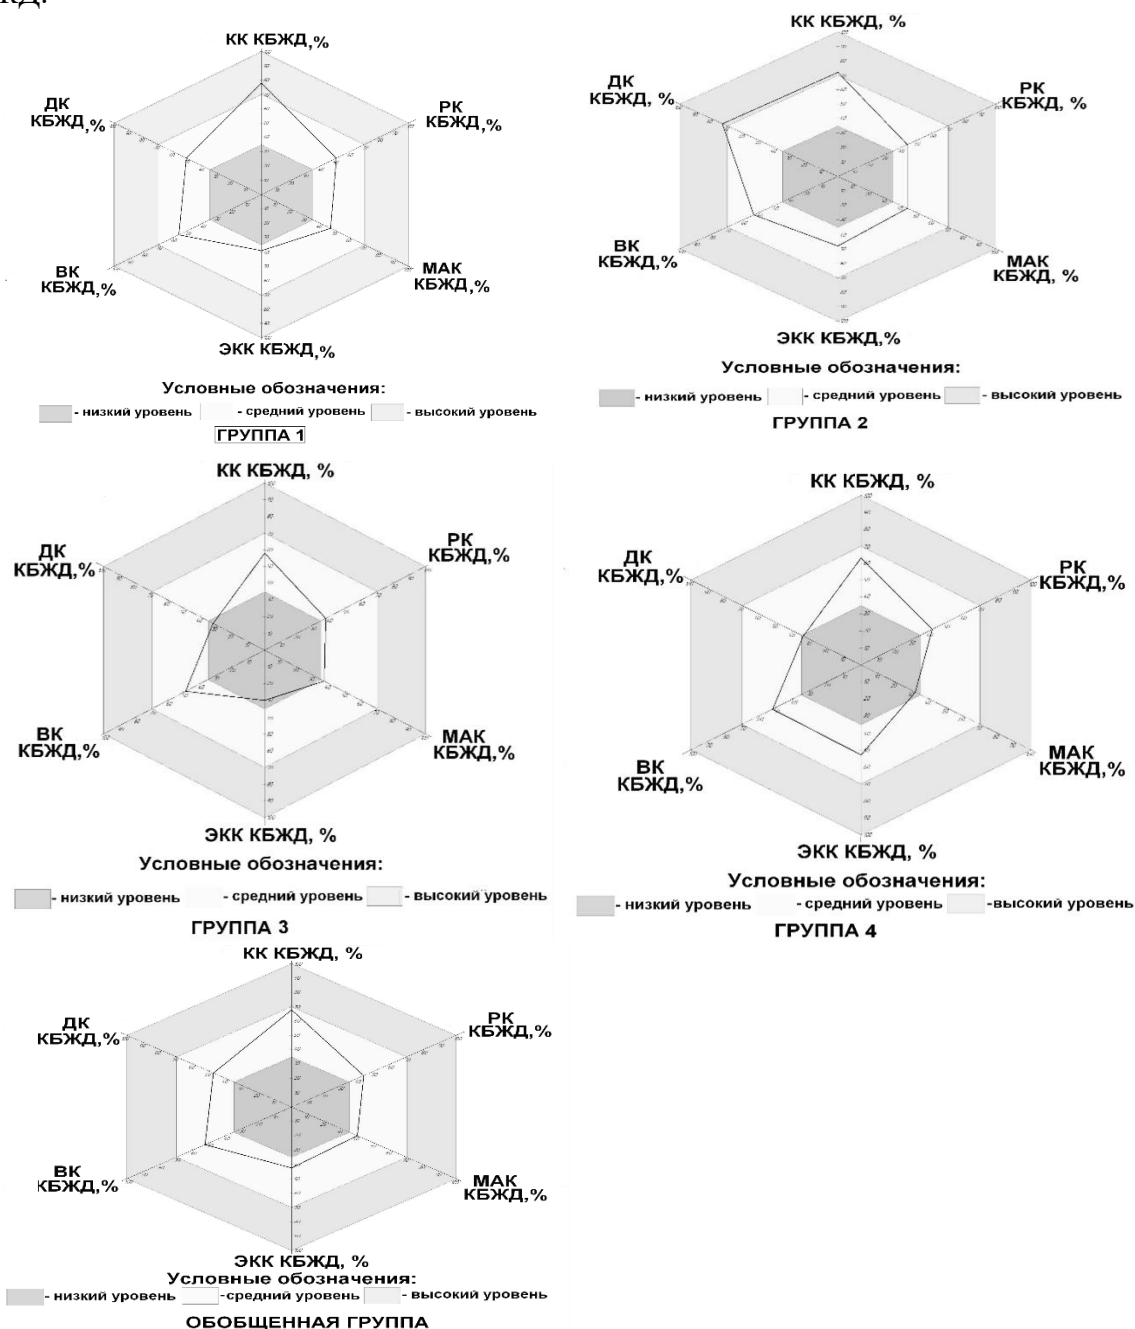 КК КБЖД,%
ДК
КБЖД,%
РК
КБЖД,%
ВК
КБЖД,%
МАК
КБЖД,%
ЭКК КБЖД,%
Условные обозначения:
- низкий уровень - средний уровень - высокий уровень
ГРУППА 1
КК КБЖД, %
ДК
КБЖД, %
РК
КБЖД, %
ВК
КБЖД,%
МАК
КБЖД, %
ЭКК КБЖД,%
Условные обозначения:
- низкий уровень - средний уровень - высокий уровень
ГРУППА 2
КК КБЖД, %
ДК
КБЖД,%
РК
КБЖД,%
ВК
КБЖД,%
МАК
КБЖД,%
ЭКК КБЖД, %
Условные обозначения:
- низкий уровень - средний уровень - высокий уровень
ГРУППА 3
КК КБЖД, %
ДК
КБЖД,%
РК
КБЖД,%
ВК
КБЖД,%
МАК
КБЖД,%
ЭКК КБЖД, %
Условные обозначения:
- низкий уровень - средний уровень -высокий уровень
ГРУППА 4
КК КБЖД, %
ДК
КБЖД,%
РК
КБЖД,%
ВК
КБЖД,%
МАК
КБЖД,%
ЭКК КБЖД, %
Условные обозначения:
- низкий уровень -средний уровень - высокий уровень
ОБОБЩЕННАЯ ГРУППА